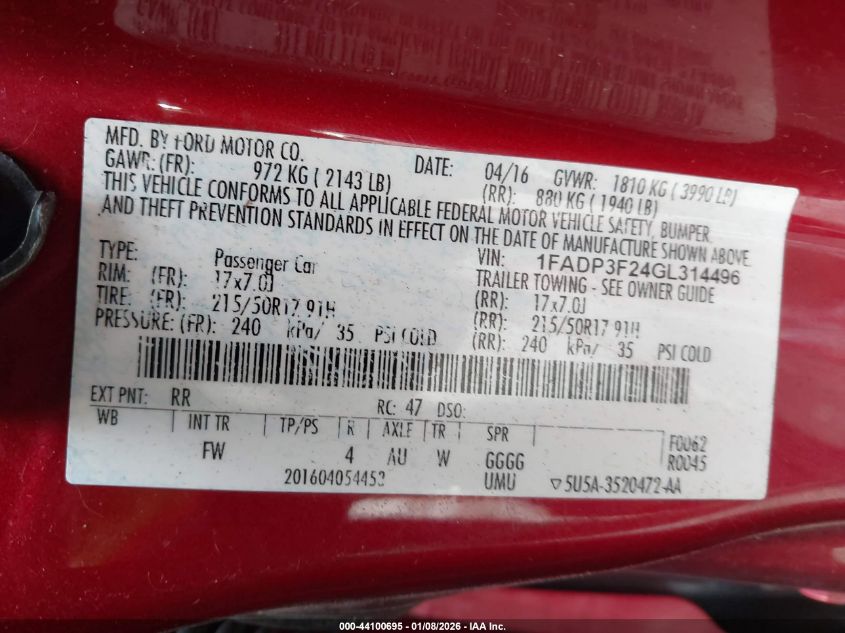 MFD. BY FORD MOTOR CO. DATE: 04/16 GVWR: 1810 KG ( 3990 LB)
GAWR: (FR): 972 KG ( 2143 LB) (RR): 880 KG ( 1940 LB)
THIS VEHICLE CONFORMS TO ALL APPLICABLE FEDERAL MOTOR VEHICLE SAFETY, BUMPER,
AND THEFT PREVENTION STANDARDS IN EFFECT ON THE DATE OF MANUFACTURE SHOWN ABOVE.
VIN: 1FADP3F24GL314496
TYPE: Passenger Car TRAILER TOWING - SEE OWNER GUIDE
RIM: (FR): 17x7.0J (RR): 17x7.0J
TIRE: (FR): 215/50R17 91H (RR): 215/50R17 91H
PRESSURE: (FR): 240 kPa/ 35 PSI COLD (RR): 240 kPa/ 35 PSI COLD
EXT PNT: RR RC: 47 DSO:
WB INT TR TP/PS R AXLE TR SPR F0062
FW 4 AU W GGGG R0045
201604054453 UMU ▽5U5A-3520472-AA
000-44100695 - 01/08/2026 - IAA Inc.